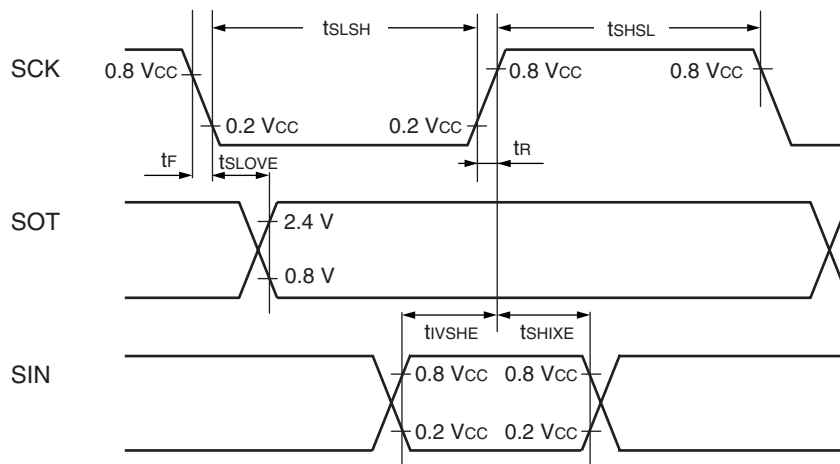 tSLSH tSHSL
SCK 0.8 VCC 0.8 VCC 0.8 VCC
0.2 VCC 0.2 VCC
tF tSLOVE tR
SOT 2.4 V
0.8 V
tIVSHE tSHIXE
SIN 0.8 VCC 0.8 VCC
0.2 VCC 0.2 VCC